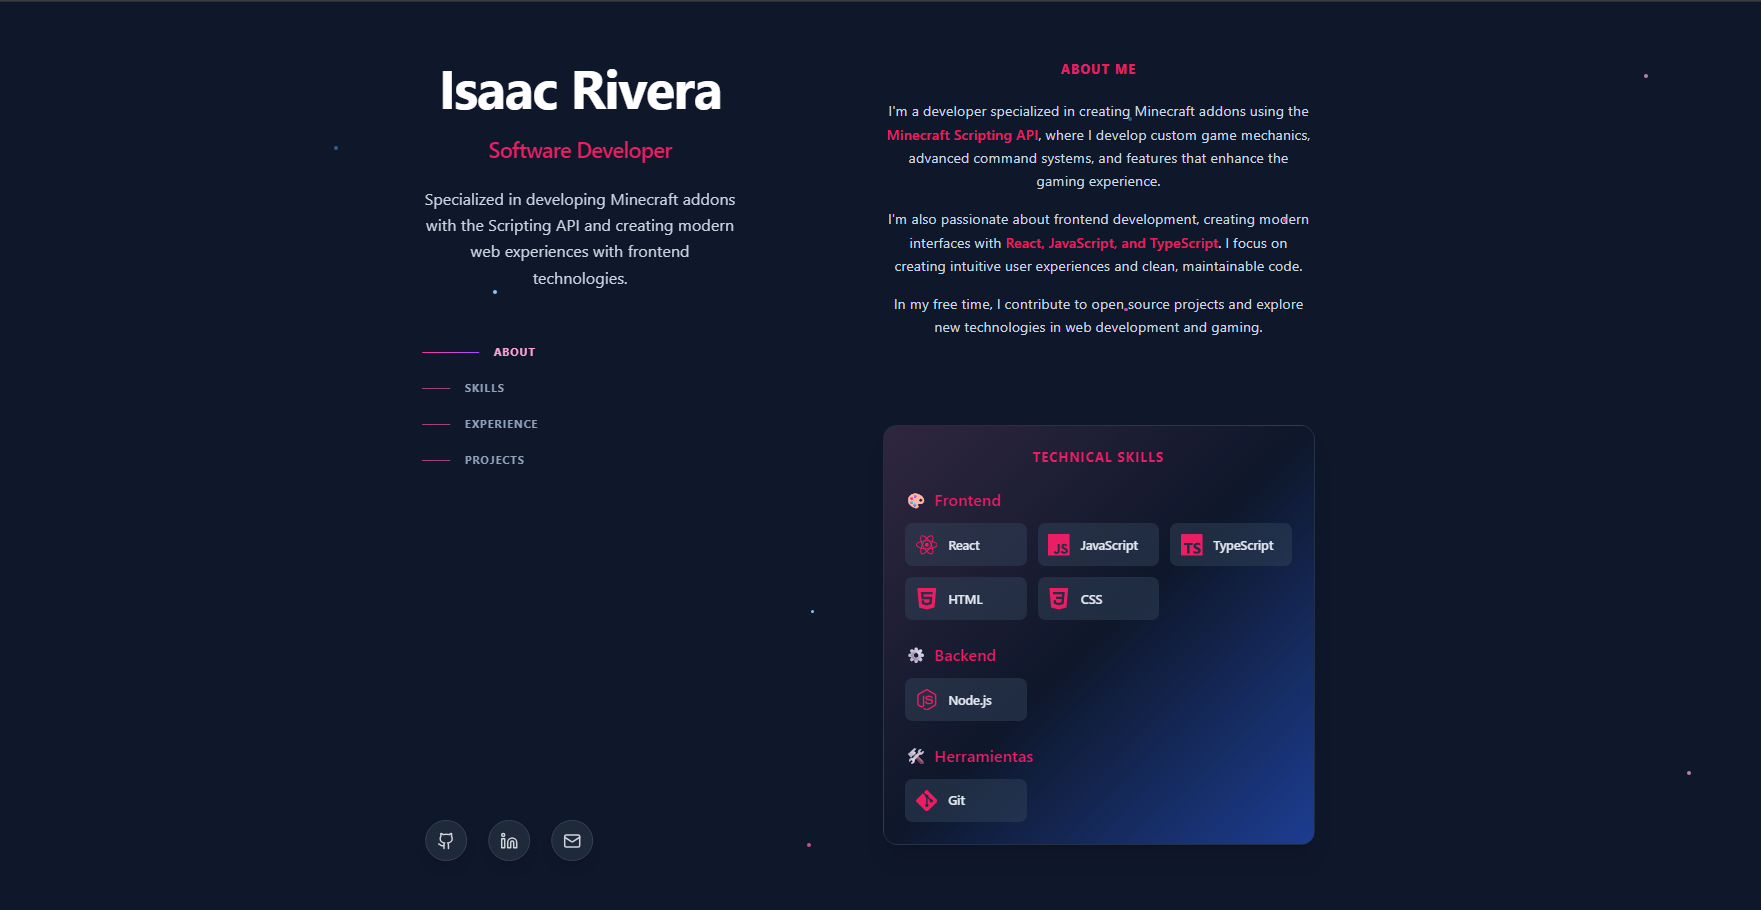 Isaac Rivera
Software Developer
Specialized in developing Minecraft addons
with the Scripting API and creating modern
web experiences with frontend
technologies.
ABOUT
SKILLS
EXPERIENCE
PROJECTS
ABOUT ME
I'm a developer specialized in creating Minecraft addons using the
Minecraft Scripting API, where I develop custom game mechanics,
advanced command systems, and features that enhance the
gaming experience.
I'm also passionate about frontend development, creating modern
interfaces with React, JavaScript, and TypeScript. I focus on
creating intuitive user experiences and clean, maintainable code.
In my free time, I contribute to open source projects and explore
new technologies in web development and gaming.
TECHNICAL SKILLS
Frontend
React
JS JavaScript
TS TypeScript
HTML
CSS
Backend
JS Node.js
Herramientas
Git